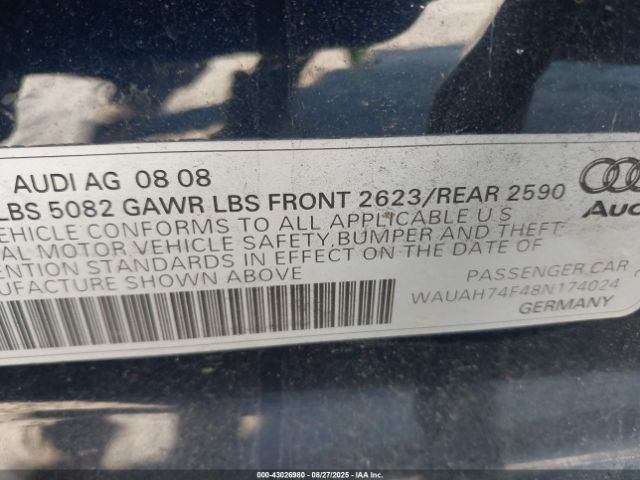 AUDI AG 08 08
LBS 5082 GAWR LBS FRONT 2623/REAR 2590
VEHICLE CONFORMS TO ALL APPLICABLE U S
AL MOTOR VEHICLE SAFETY, BUMPER AND THEFT
ENTION STANDARDS IN EFFECT ON THE DATE OF
NUFACTURE SHOWN ABOVE
PASSENGER CAR
WAUAH74F48N174024
GERMANY
Aud
000-43026980 - 08/27/2025 - IAA Inc.